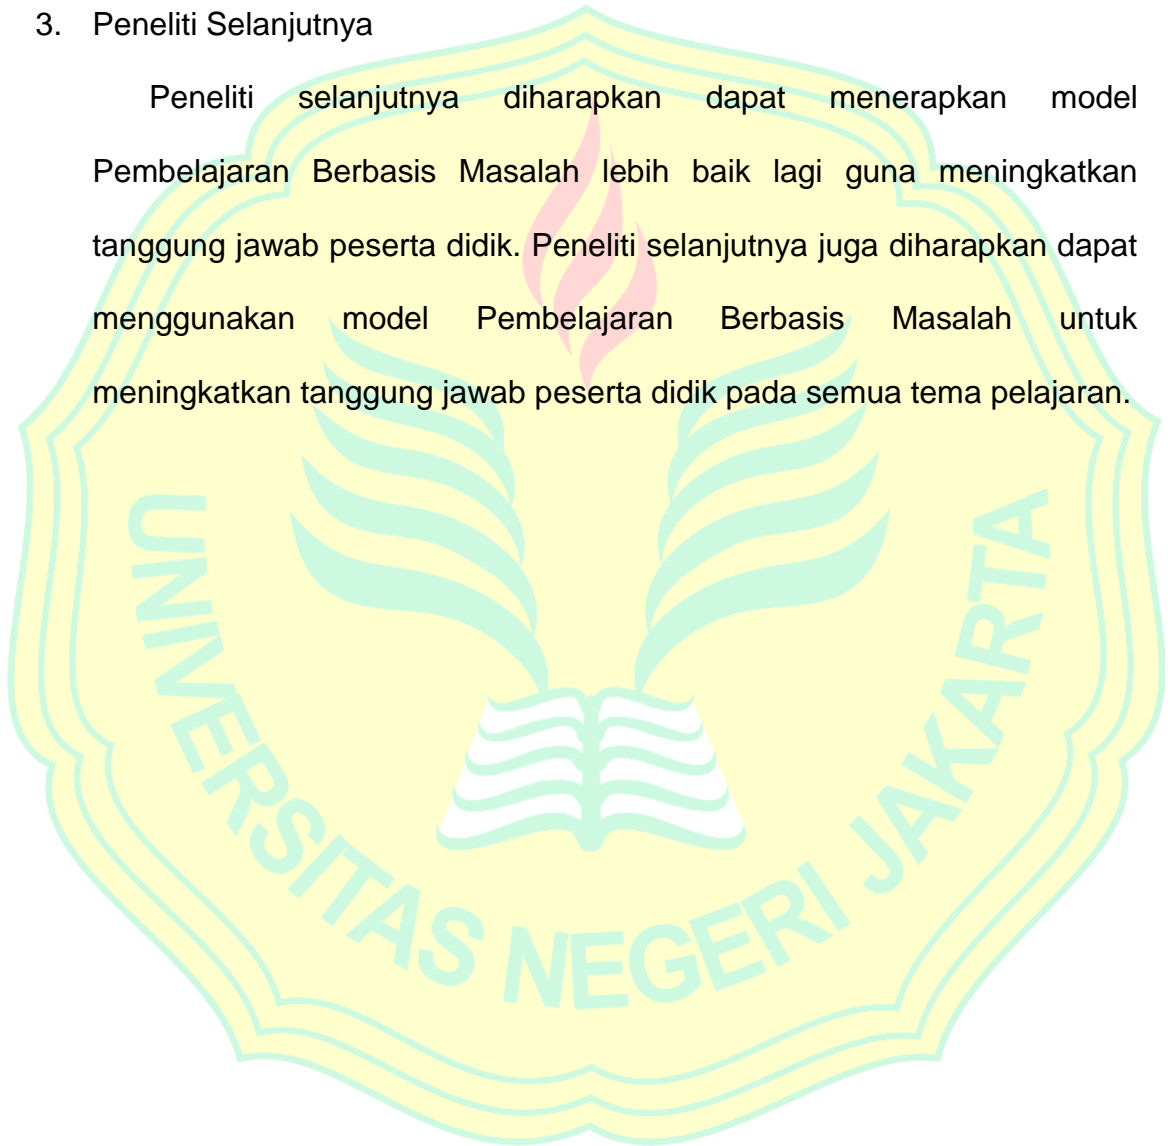 3. Peneliti Selanjutnya
Peneliti selanjutnya diharapkan dapat menerapkan model
Pembelajaran Berbasis Masalah lebih baik lagi guna meningkatkan
tanggung jawab peserta didik. Peneliti selanjutnya juga diharapkan dapat
menggunakan model Pembelajaran Berbasis Masalah untuk
meningkatkan tanggung jawab peserta didik pada semua tema pelajaran.
UNIVERSITAS NEGERI JAKARTA